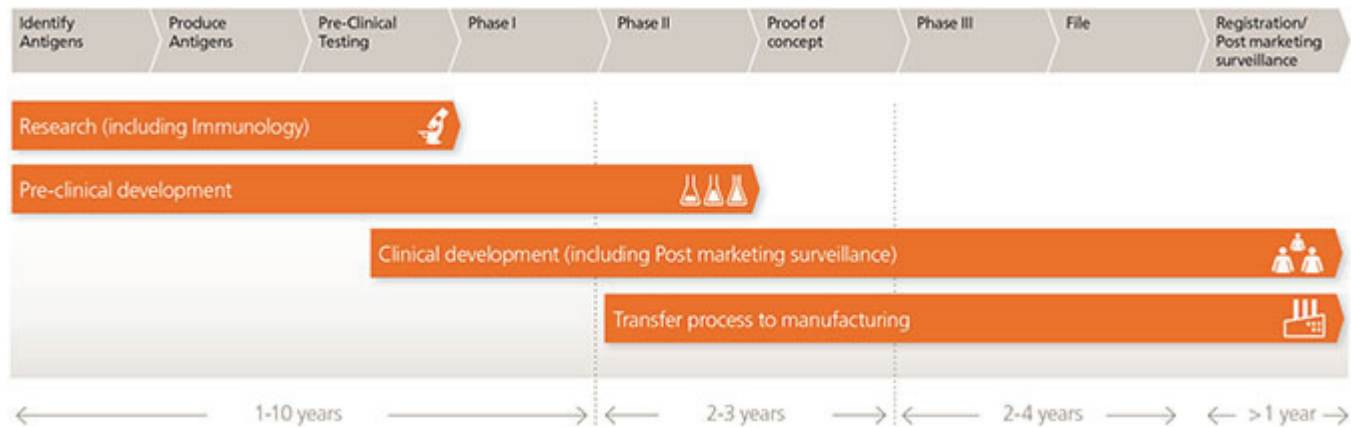 Identify
Antigens
Produce
Antigens
Pre-Clinical
Testing
Phase I
Phase II
Proof of
concept
Phase III
File
Registration/
Post marketing
surveillance
Research (including Immunology)
Pre-clinical development
Clinical development (including Post marketing surveillance)
Transfer process to manufacturing
1-10 years
2-3 years
2-4 years
>1 year